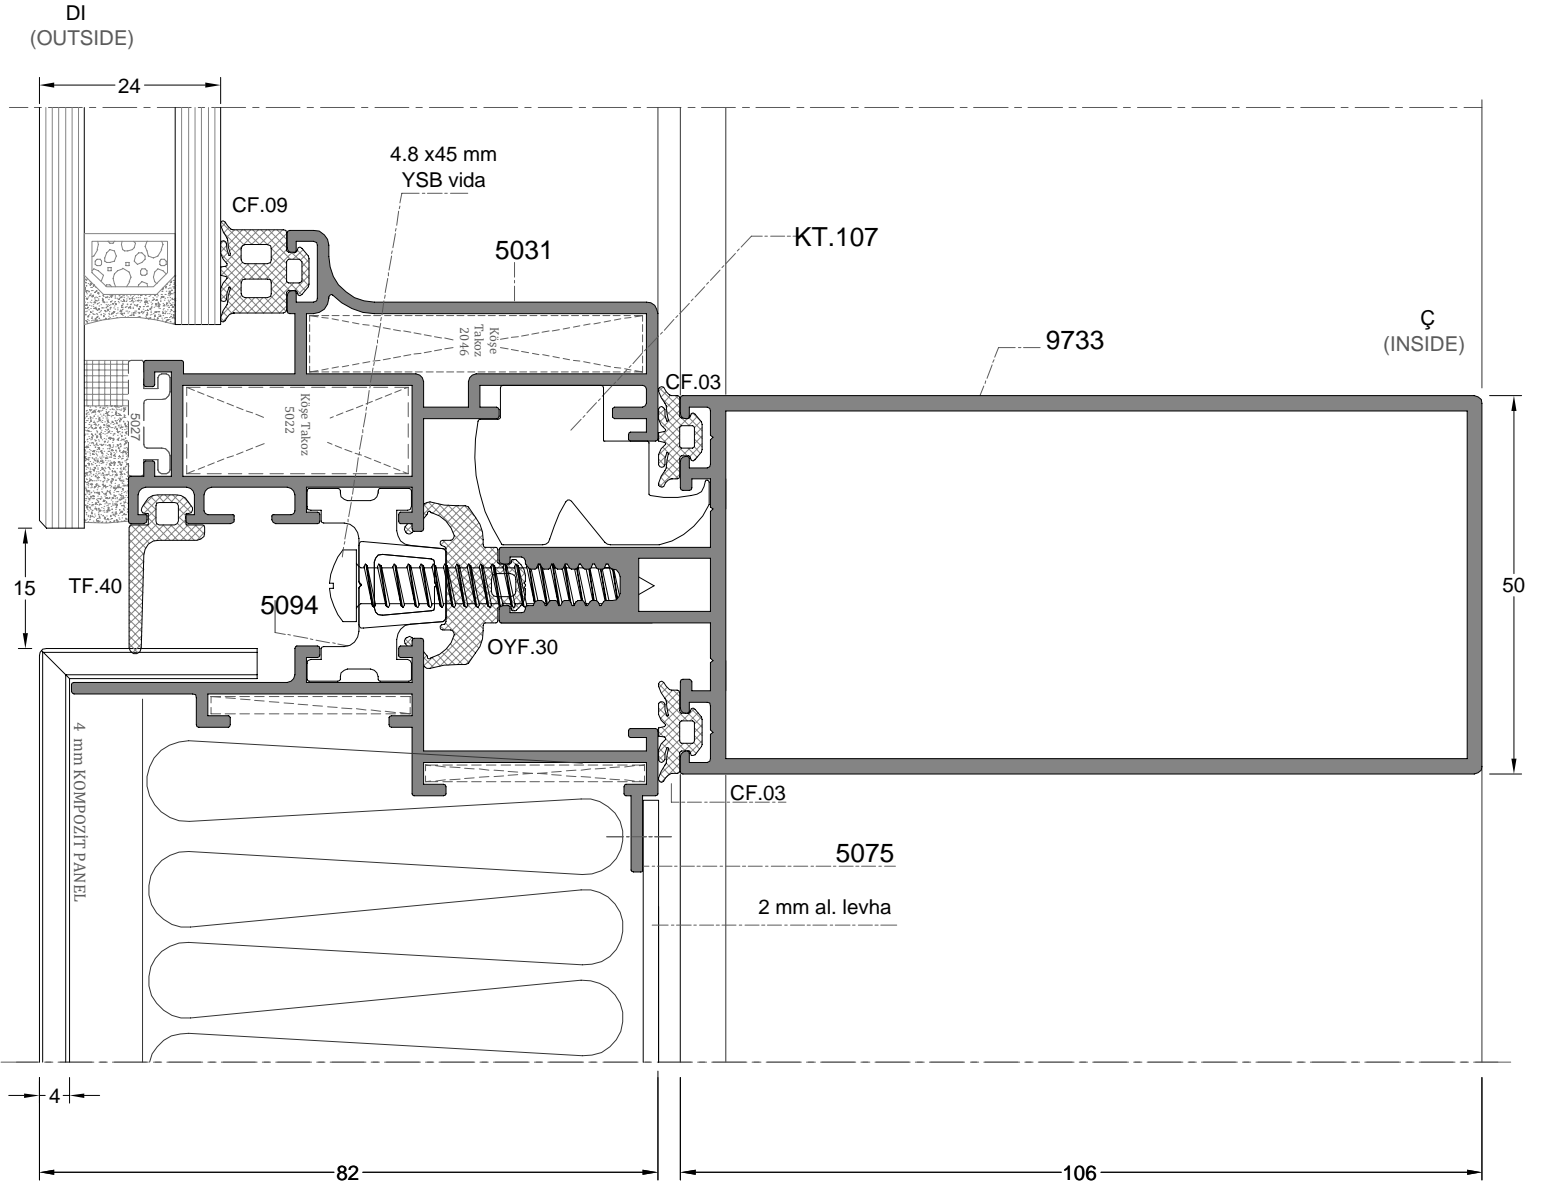 DI
(OUTSIDE)
24
4.8 x45 mm
YSB vida
CF.09
5031
KT.107
Ç
(INSIDE)
9733
Köşe
Takoz
2046
CF.03
Köşe Takoz
5022
5027
15
TF.40
5094
OYF.30
50
4 mm KOMPOZİT PANEL
CF.03
5075
2 mm al. levha
4
82
106